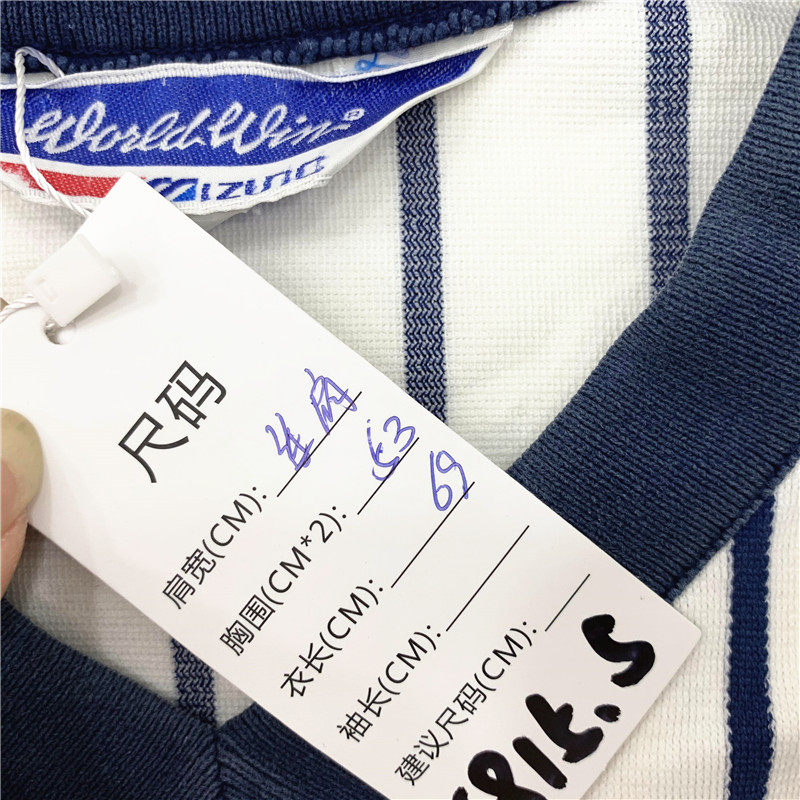 World Win
MIZUNO
尺码
肩宽(CM): 连肩
胸围(CM*2): 53
衣长(CM): 69
袖长(CM):
建议尺码(CM):